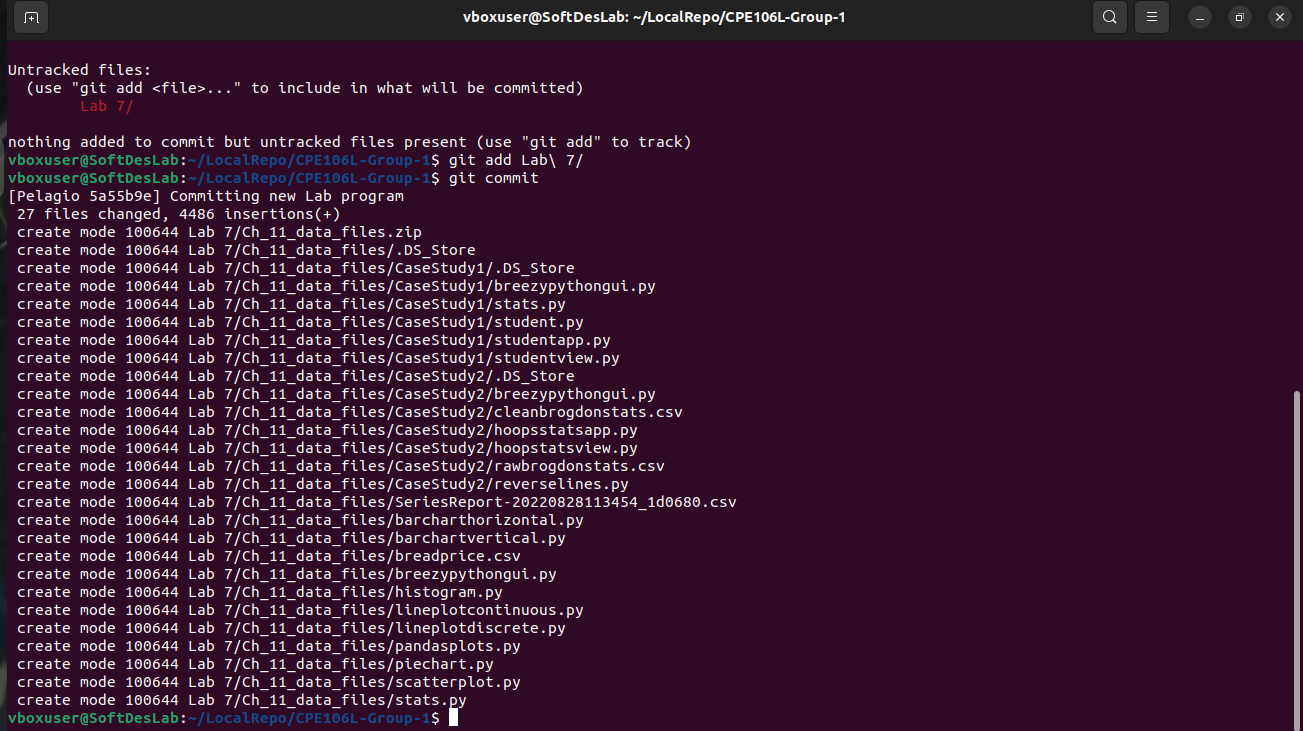 vboxuser@SoftDesLab: ~/LocalRepo/CPE106L-Group-1
Untracked files:
  (use "git add <file>..." to include in what will be committed)
        Lab 7/
nothing added to commit but untracked files present (use "git add" to track)
vboxuser@SoftDesLab:~/LocalRepo/CPE106L-Group-1$ git add Lab\ 7/
vboxuser@SoftDesLab:~/LocalRepo/CPE106L-Group-1$ git commit
[Pelagio 5a55b9e] Committing new Lab program
 27 files changed, 4486 insertions(+)
 create mode 100644 Lab 7/Ch_11_data_files.zip
 create mode 100644 Lab 7/Ch_11_data_files/.DS_Store
 create mode 100644 Lab 7/Ch_11_data_files/CaseStudy1/.DS_Store
 create mode 100644 Lab 7/Ch_11_data_files/CaseStudy1/breezypythongui.py
 create mode 100644 Lab 7/Ch_11_data_files/CaseStudy1/stats.py
 create mode 100644 Lab 7/Ch_11_data_files/CaseStudy1/student.py
 create mode 100644 Lab 7/Ch_11_data_files/CaseStudy1/studentapp.py
 create mode 100644 Lab 7/Ch_11_data_files/CaseStudy1/studentview.py
 create mode 100644 Lab 7/Ch_11_data_files/CaseStudy2/.DS_Store
 create mode 100644 Lab 7/Ch_11_data_files/CaseStudy2/breezypythongui.py
 create mode 100644 Lab 7/Ch_11_data_files/CaseStudy2/cleanbrogdonstats.csv
 create mode 100644 Lab 7/Ch_11_data_files/CaseStudy2/hoopsstatsapp.py
 create mode 100644 Lab 7/Ch_11_data_files/CaseStudy2/hoopstatsview.py
 create mode 100644 Lab 7/Ch_11_data_files/CaseStudy2/rawbrogdonstats.csv
 create mode 100644 Lab 7/Ch_11_data_files/CaseStudy2/reverselines.py
 create mode 100644 Lab 7/Ch_11_data_files/SeriesReport-20220828113454_1d0680.csv
 create mode 100644 Lab 7/Ch_11_data_files/barcharthorizontal.py
 create mode 100644 Lab 7/Ch_11_data_files/barchartvertical.py
 create mode 100644 Lab 7/Ch_11_data_files/breadprice.csv
 create mode 100644 Lab 7/Ch_11_data_files/breezypythongui.py
 create mode 100644 Lab 7/Ch_11_data_files/histogram.py
 create mode 100644 Lab 7/Ch_11_data_files/lineplotcontinuous.py
 create mode 100644 Lab 7/Ch_11_data_files/lineplotdiscrete.py
 create mode 100644 Lab 7/Ch_11_data_files/pandasplots.py
 create mode 100644 Lab 7/Ch_11_data_files/piechart.py
 create mode 100644 Lab 7/Ch_11_data_files/scatterplot.py
 create mode 100644 Lab 7/Ch_11_data_files/stats.py
vboxuser@SoftDesLab:~/LocalRepo/CPE106L-Group-1$